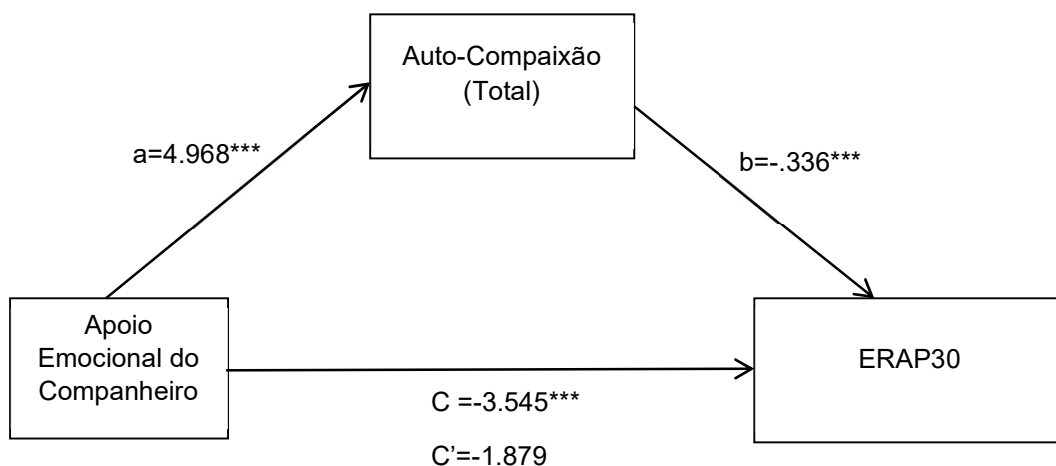 Auto-Compaixão
(Total)
a=4.968***
b=-.336***
Apoio
Emocional do
Companheiro
ERAP30
C =-3.545***
C’=-1.879